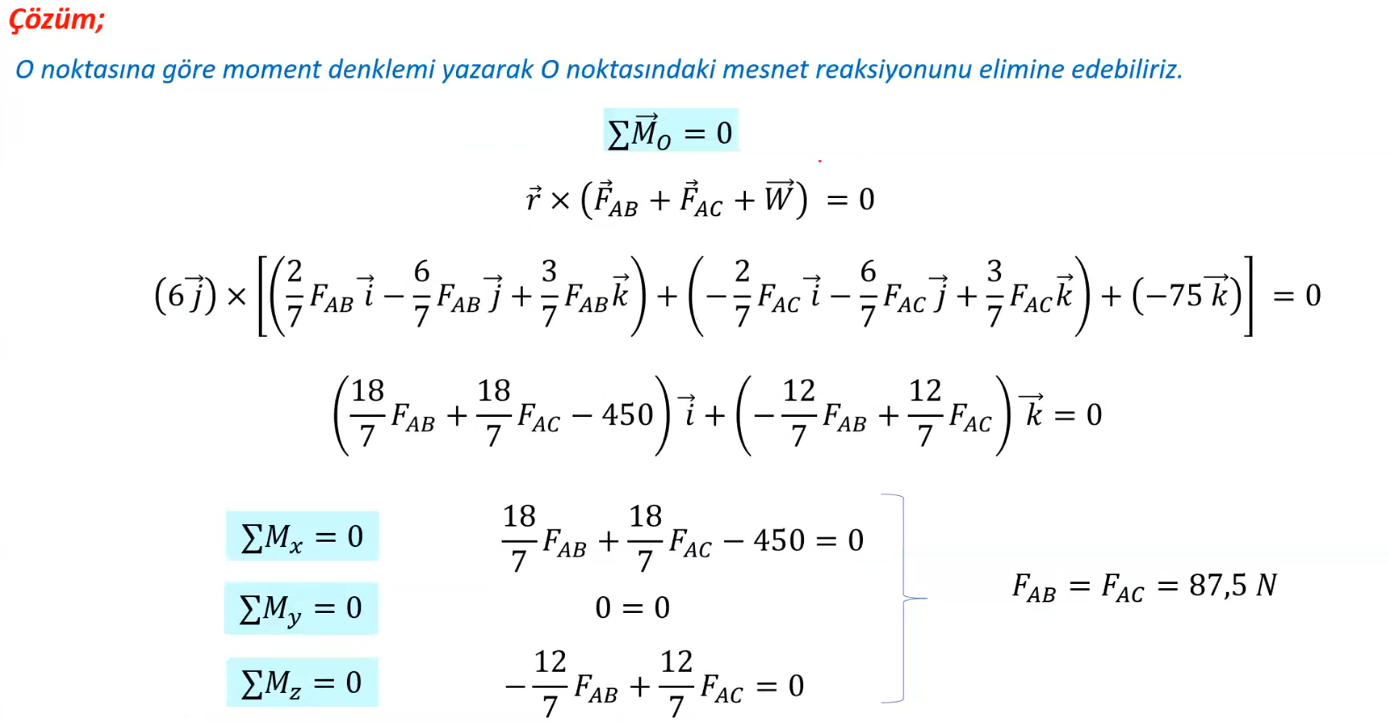 Çözüm;
O noktasına göre moment denklemi yazarak O noktasındaki mesnet reaksiyonunu elimine edebiliriz.
∑M⃗_O = 0
r⃗ × (F⃗_AB + F⃗_AC + W⃗) = 0
(6j⃗) × [(2/7 F_AB i⃗ − 6/7 F_AB j⃗ + 3/7 F_AB k⃗) + (−2/7 F_AC i⃗ − 6/7 F_AC j⃗ + 3/7 F_AC k⃗) + (−75 k⃗)] = 0
(18/7 F_AB + 18/7 F_AC − 450) i⃗ + (−12/7 F_AB + 12/7 F_AC) k⃗ = 0
∑M_x = 0 18/7 F_AB + 18/7 F_AC − 450 = 0
∑M_y = 0 0 = 0
∑M_z = 0 −12/7 F_AB + 12/7 F_AC = 0
F_AB = F_AC = 87,5 N